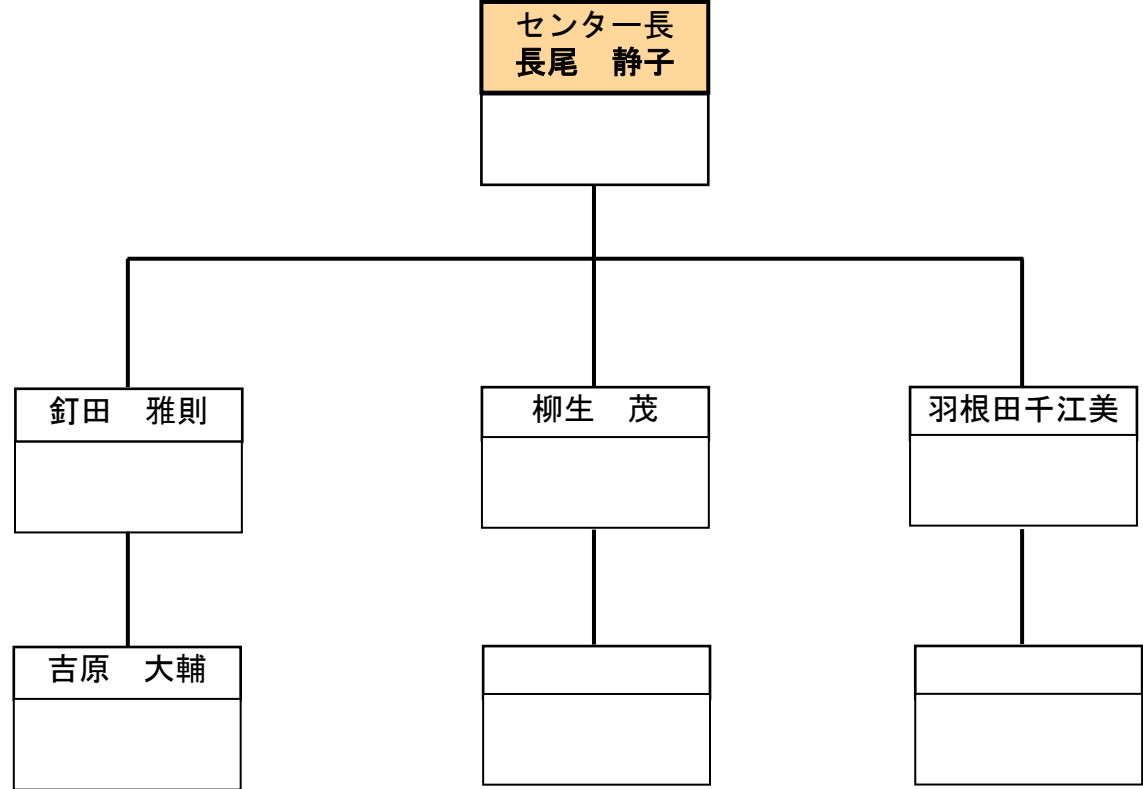 センター長
長尾　静子
釘田　雅則
柳生　茂
羽根田千江美
吉原　大輔